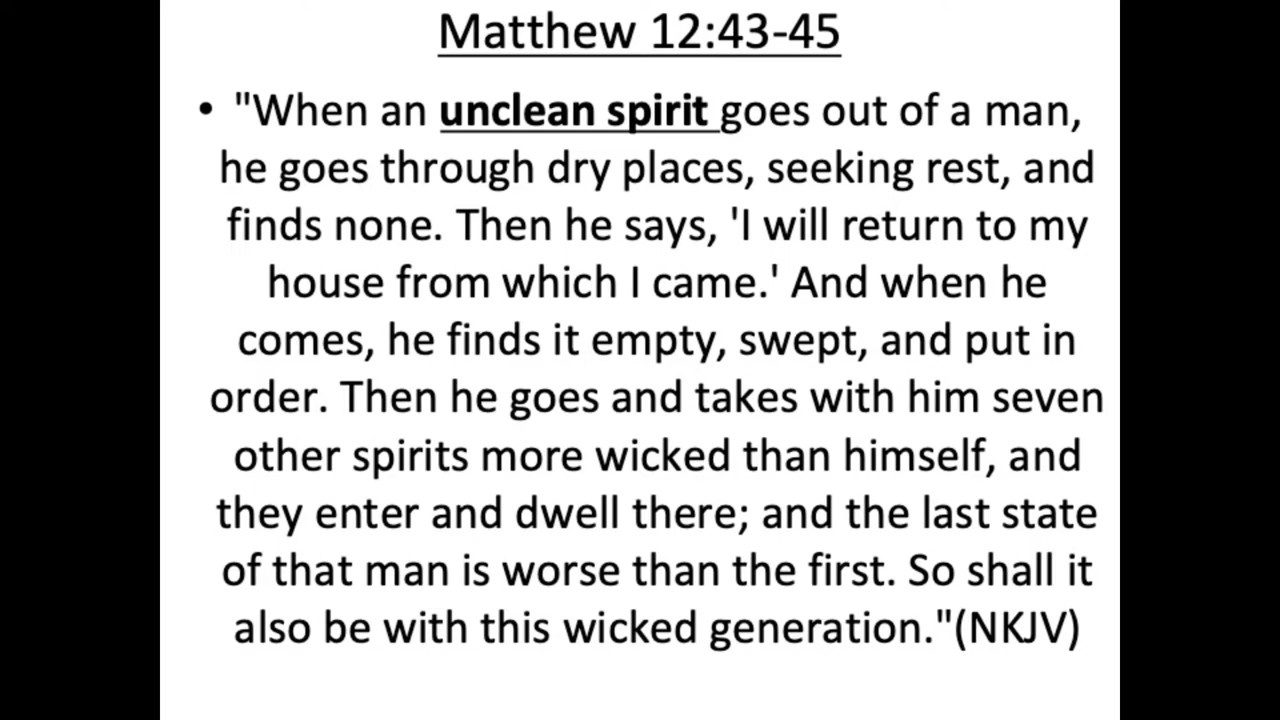 Matthew 12:43-45
• "When an unclean spirit goes out of a man,
he goes through dry places, seeking rest, and
finds none. Then he says, 'I will return to my
house from which I came.' And when he
comes, he finds it empty, swept, and put in
order. Then he goes and takes with him seven
other spirits more wicked than himself, and
they enter and dwell there; and the last state
of that man is worse than the first. So shall it
also be with this wicked generation."(NKJV)